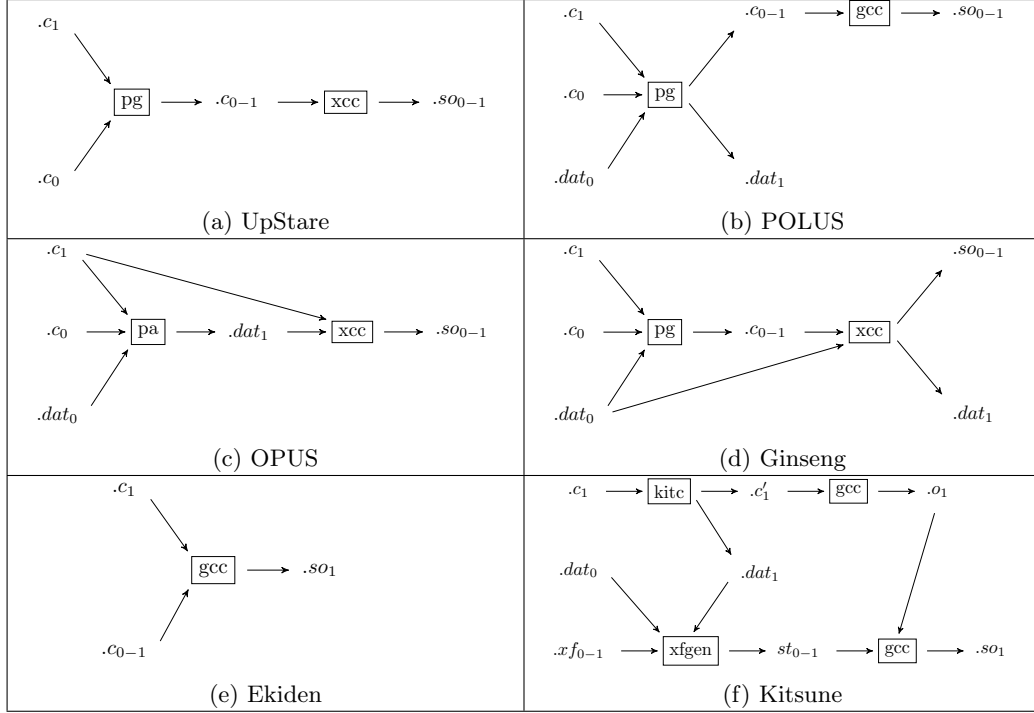 .c₁
pg
.c₀₋₁
xcc
.so₀₋₁
.c₀
(a) UpStare
.c₁
.c₀₋₁
gcc
.so₀₋₁
.c₀
pg
.dat₀
.dat₁
(b) POLUS
.c₁
.c₀
pa
.dat₁
xcc
.so₀₋₁
.dat₀
(c) OPUS
.c₁
.so₀₋₁
.c₀
pg
.c₀₋₁
xcc
.dat₀
.dat₁
(d) Ginseng
.c₁
gcc
.so₁
.c₀₋₁
(e) Ekiden
.c₁
kitc
.c′₁
gcc
.o₁
.dat₀
.dat₁
.xf₀₋₁
xfgen
st₀₋₁
gcc
.so₁
(f) Kitsune